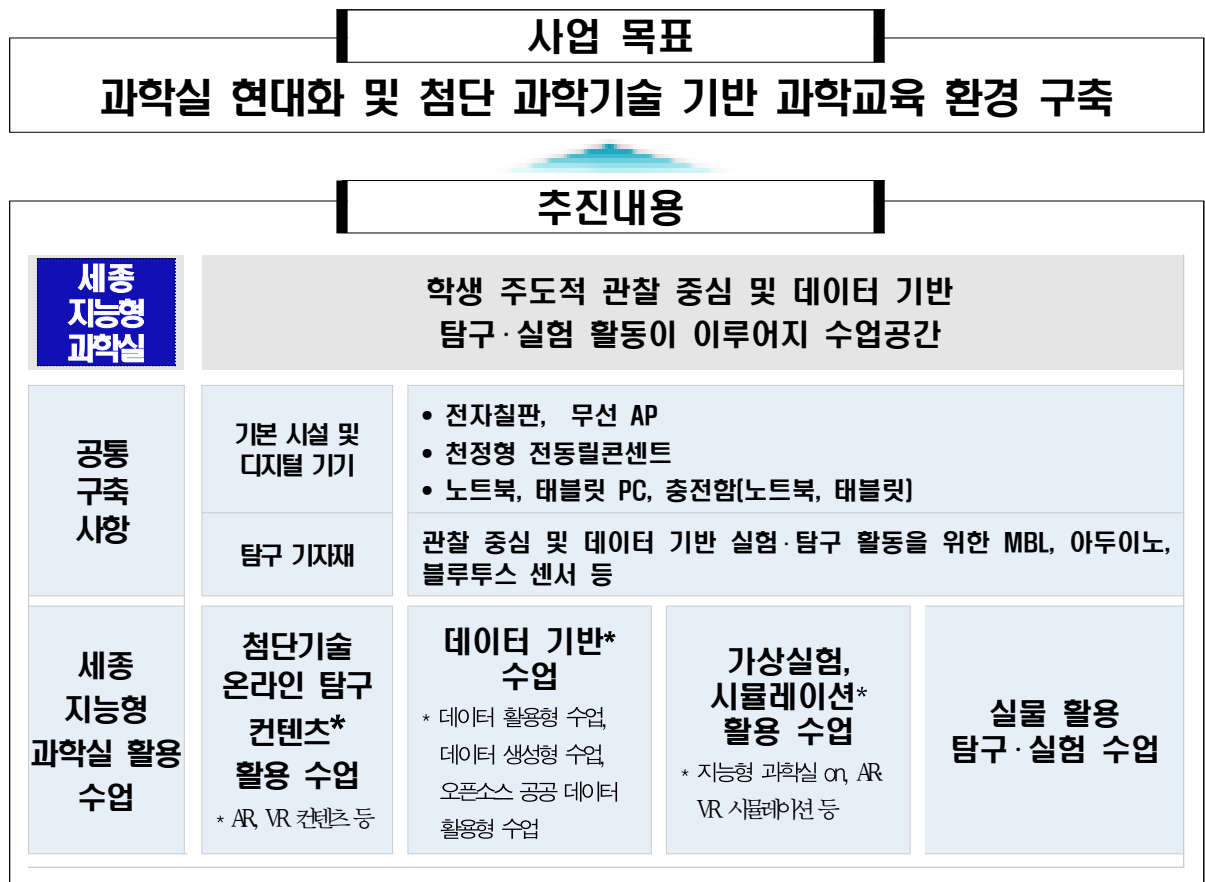 사업 목표
과학실 현대화 및 첨단 과학기술 기반 과학교육 환경 구축
추진내용
세종
지능형
과학실
학생 주도적 관찰 중심 및 데이터 기반
탐구·실험 활동이 이루어지 수업공간
공통
구축
사항
기본 시설 및
디지털 기기
• 전자칠판, 무선 AP
• 천정형 전동릴콘센트
• 노트북, 태블릿 PC, 충전함(노트북, 태블릿)
탐구 기자재
관찰 중심 및 데이터 기반 실험·탐구 활동을 위한 MBL, 아두이노,
블루투스 센서 등
세종
지능형
과학실 활용
수업
첨단기술
온라인 탐구
컨텐츠*
활용 수업
* AR, VR 컨텐츠 등
데이터 기반*
수업
* 데이터 활용형 수업,
데이터 생성형 수업,
오픈소스 공공 데이터
활용형 수업
가상실험,
시뮬레이션*
활용 수업
* 지능형 과학실 on, AR·
VR 시뮬레이션 등
실물 활용
탐구·실험 수업